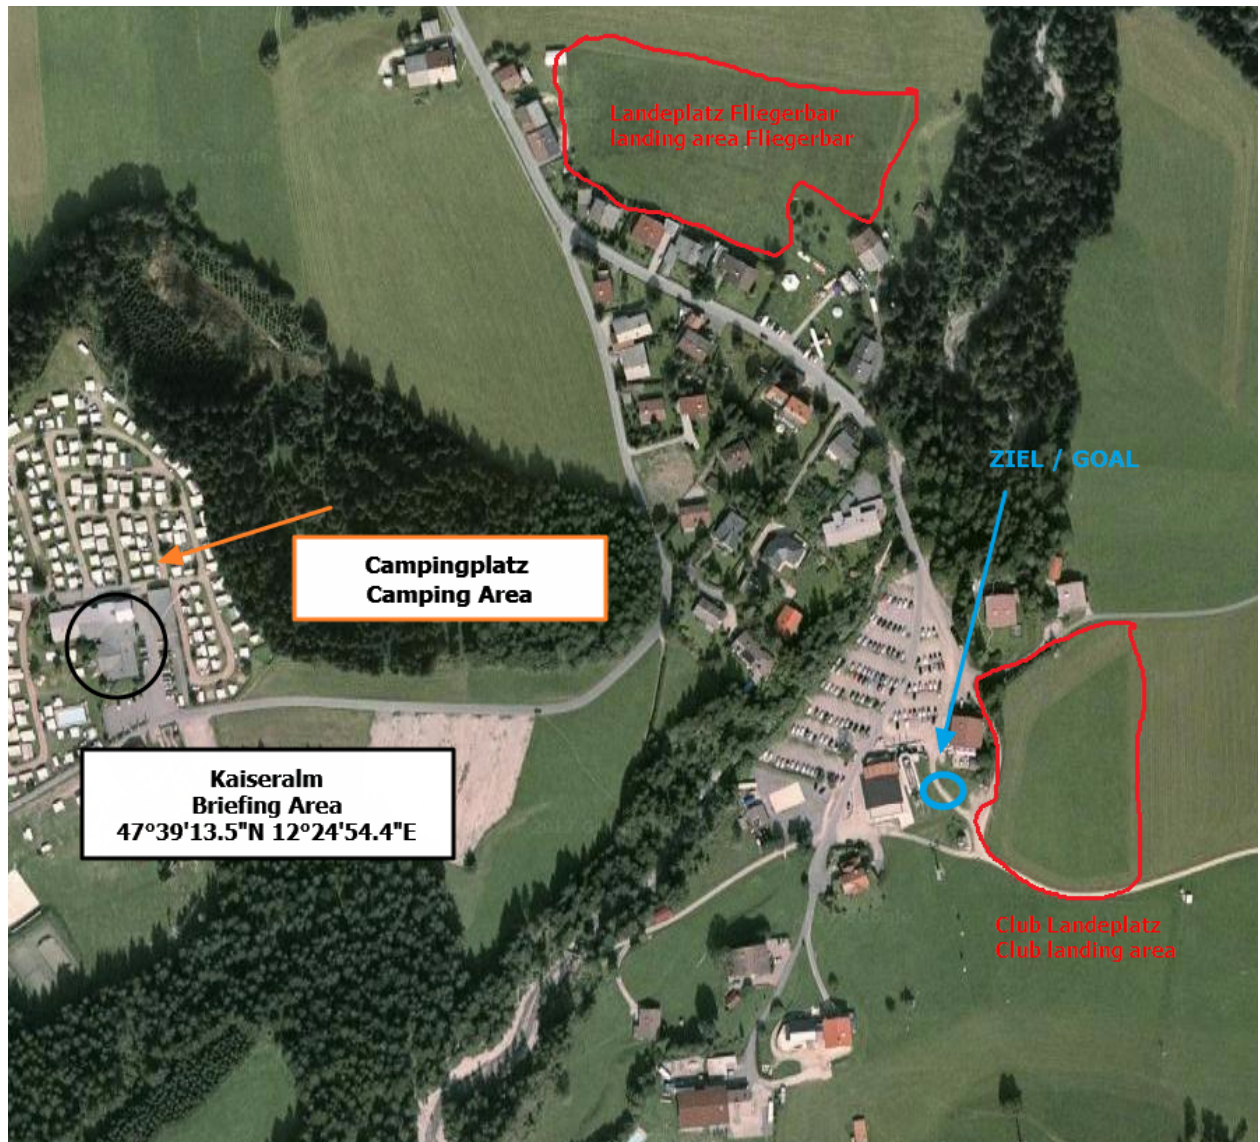 Landeplatz Fliegerbar
landing area Fliegerbar
ZIEL / GOAL
Campingplatz
Camping Area
Kaiseralm
Briefing Area
47°39'13.5"N 12°24'54.4"E
Club Landeplatz
Club landing area